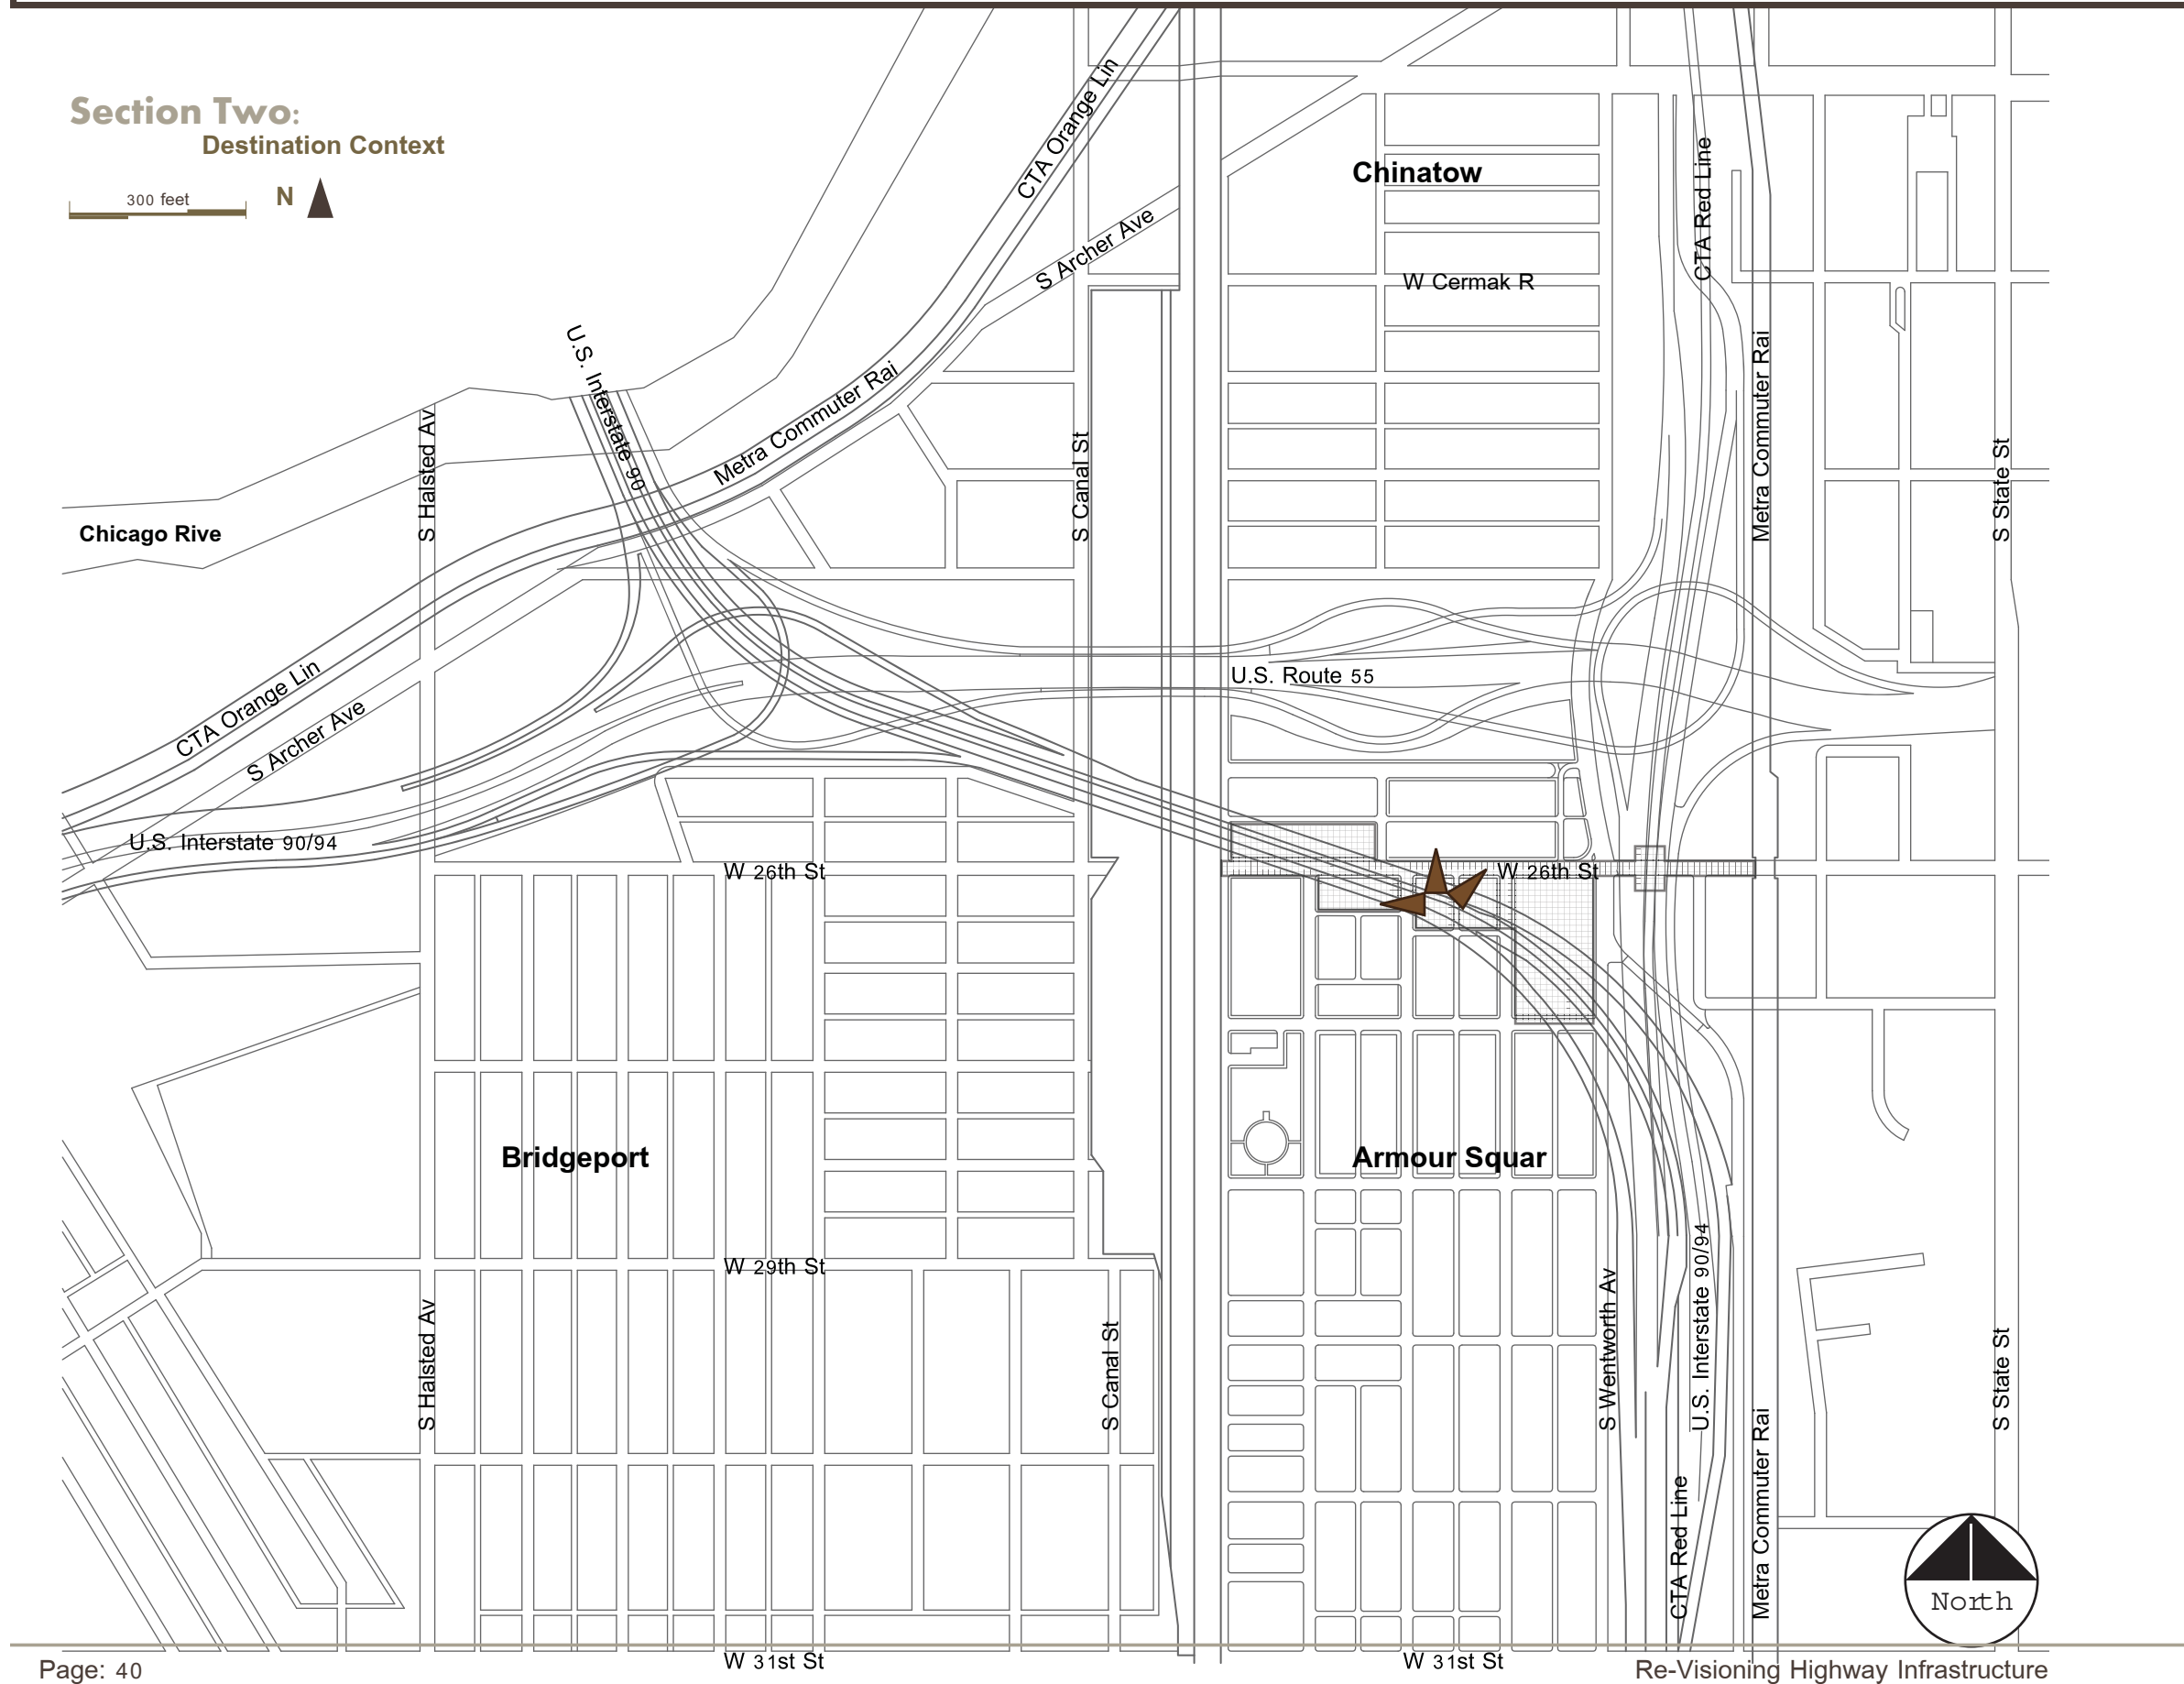 Section Two:
Destination Context
300 feet
N
CTA Orange Lin
Chinatow
CTA Red Line
S Archer Ave
W Cermak R
U.S. Interstate 90
Metra Commuter Rai
Metra Commuter Rai
S Halsted Av
S Canal St
S State St
Chicago Rive
U.S. Route 55
CTA Orange Lin
S Archer Ave
U.S. Interstate 90/94
W 26th St
W 26th St
Bridgeport
Armour Squar
W 29th St
S Halsted Av
S Canal St
S Wentworth Av
U.S. Interstate 90/94
S State St
CTA Red Line
Metra Commuter Rai
North
W 31st St
W 31st St
Page: 40
Re-Visioning Highway Infrastructure